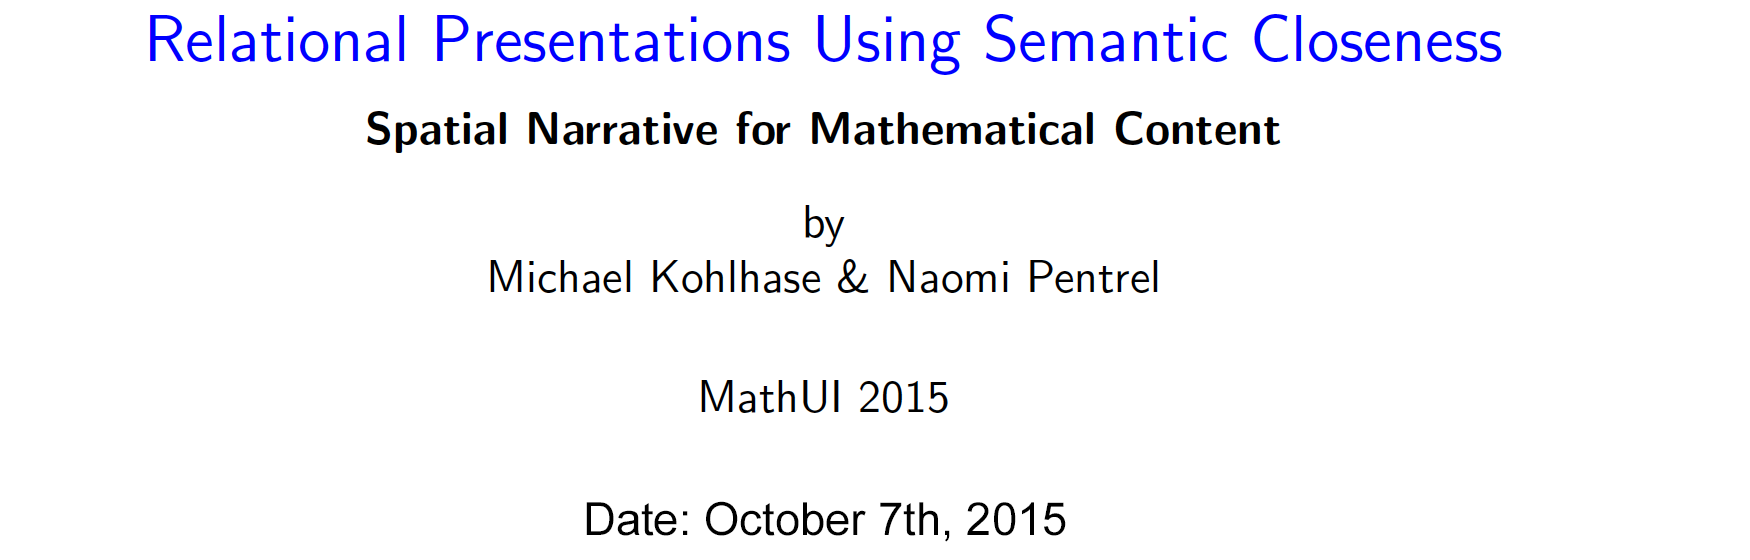 Relational Presentations Using Semantic Closeness
Spatial Narrative for Mathematical Content
by
Michael Kohlhase & Naomi Pentrel
MathUI 2015
Date: October 7th, 2015